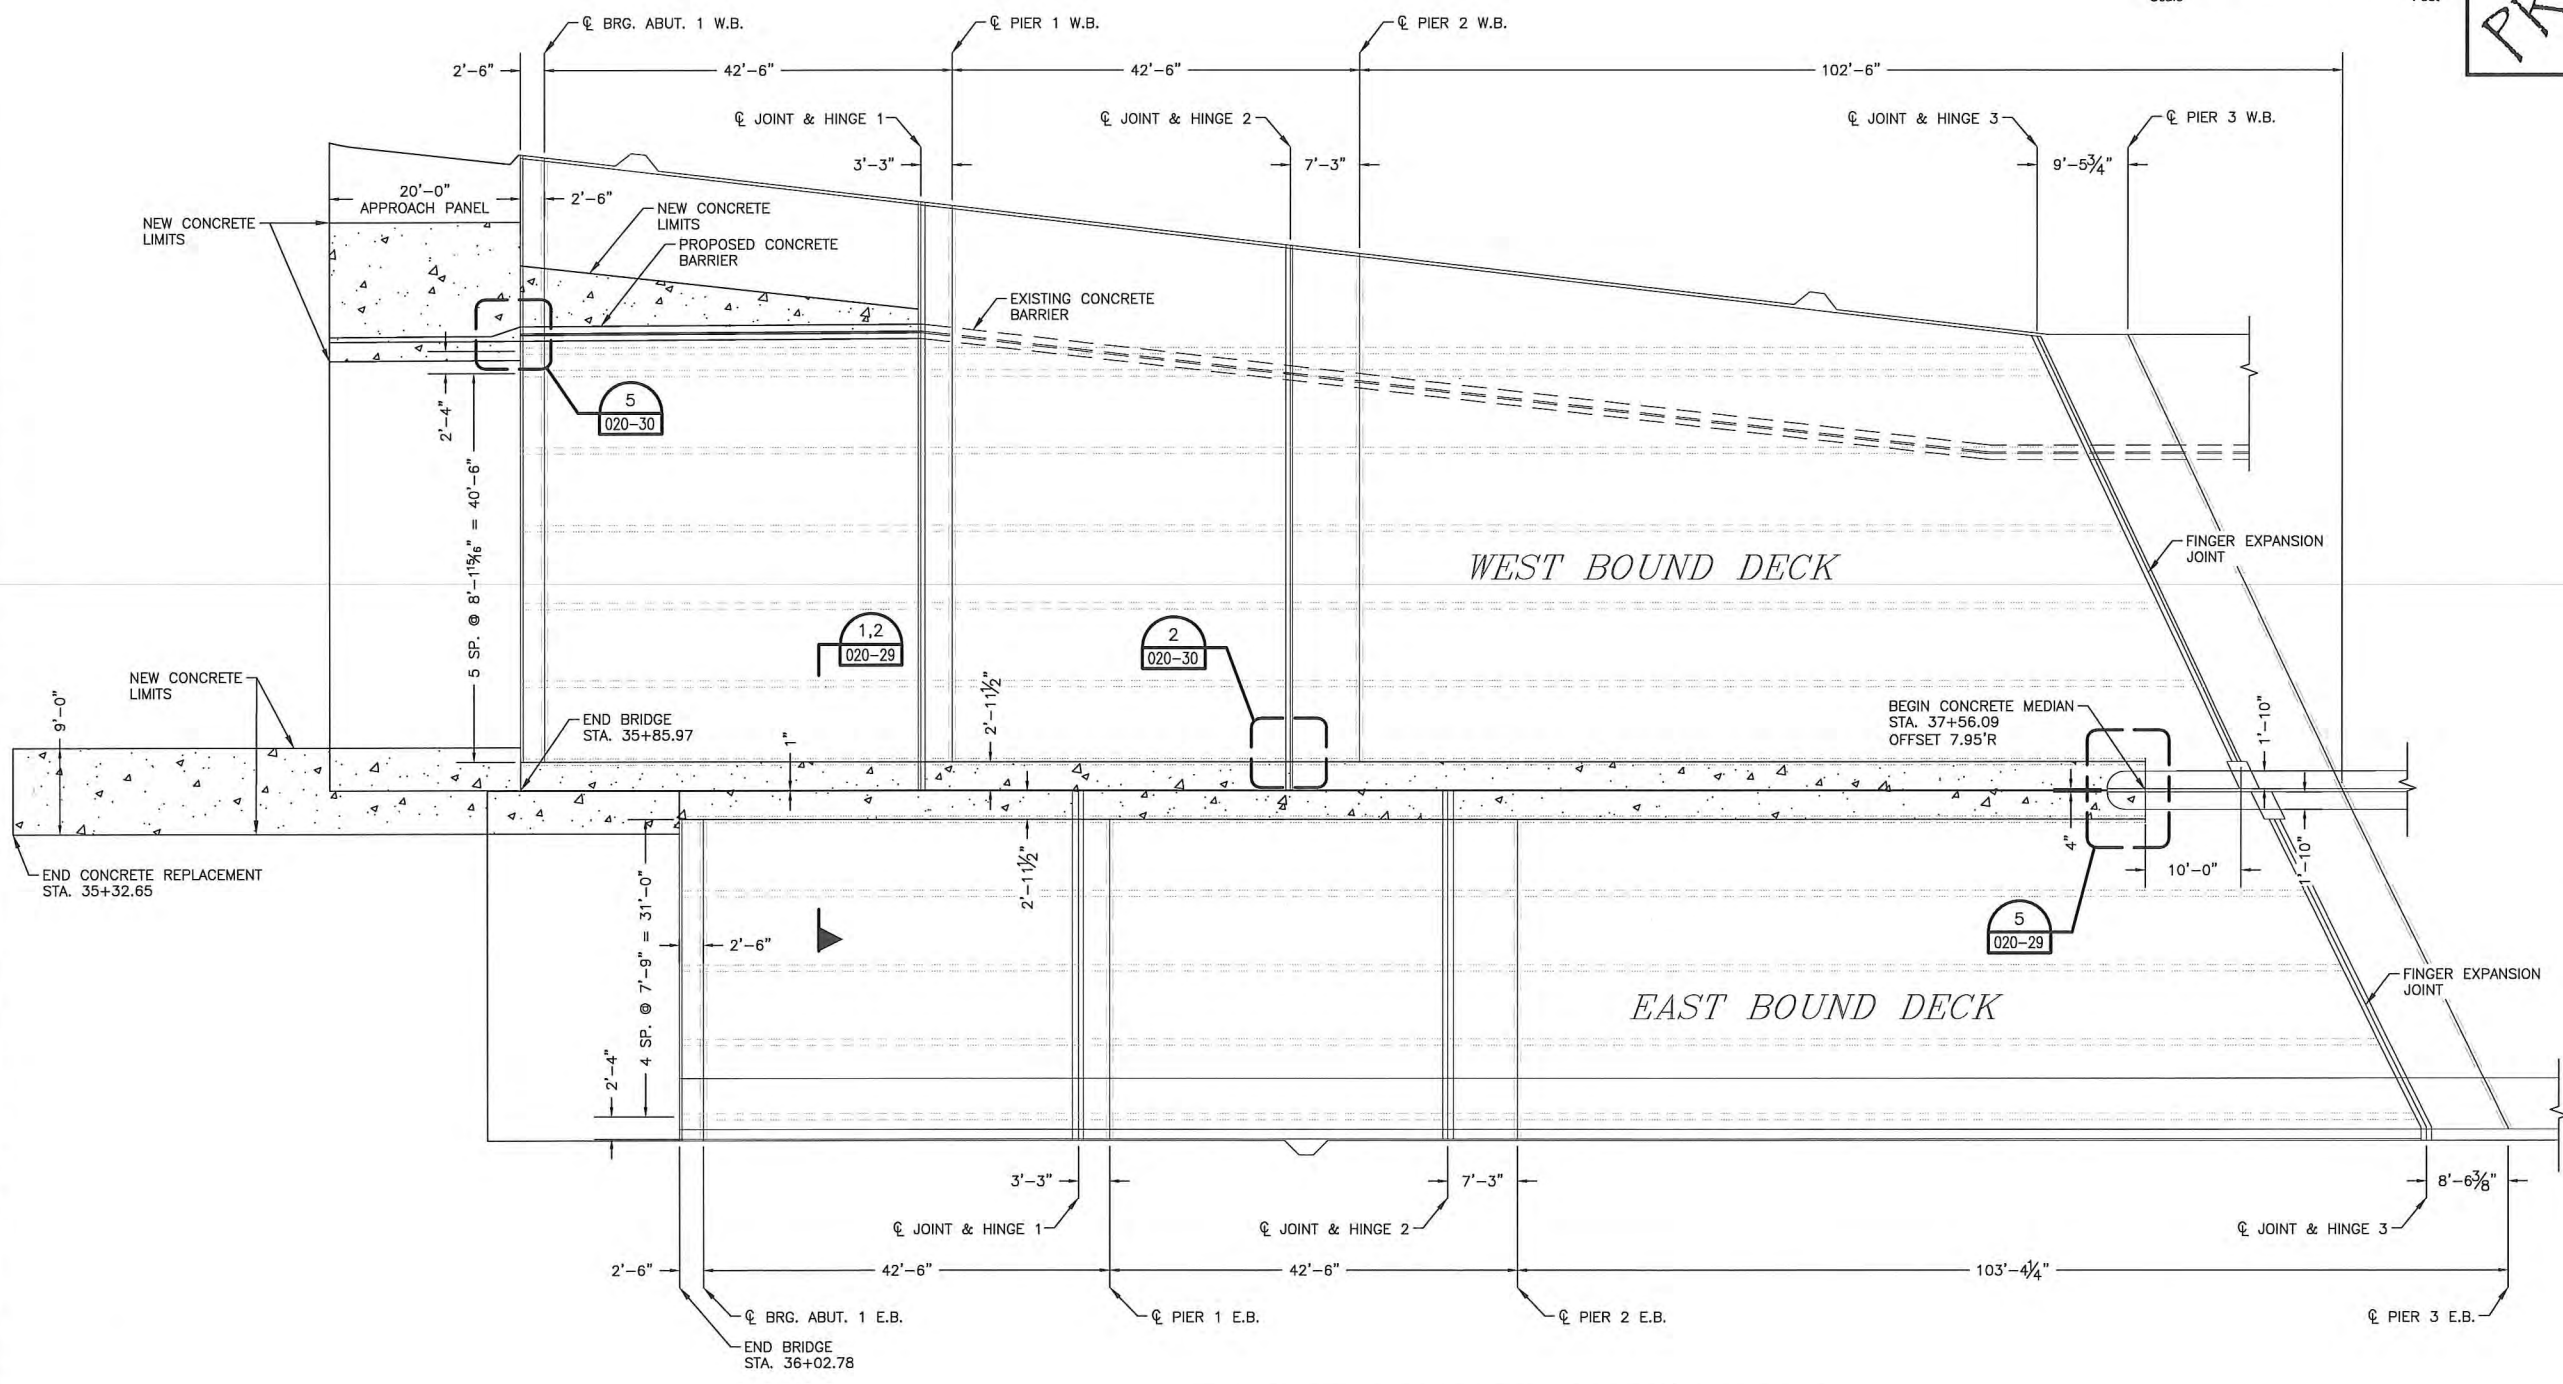 ℄ BRG. ABUT. 1 W.B.
℄ PIER 1 W.B.
℄ PIER 2 W.B.
2'-6"
42'-6"
42'-6"
102'-6"
℄ JOINT & HINGE 1
℄ JOINT & HINGE 2
℄ JOINT & HINGE 3
℄ PIER 3 W.B.
3'-3"
7'-3"
9'-5¾"
20'-0"
APPROACH PANEL
2'-6"
NEW CONCRETE
LIMITS
NEW CONCRETE
LIMITS
PROPOSED CONCRETE
BARRIER
EXISTING CONCRETE
BARRIER
5
020-30
2'-4"
5 SP. @ 8'-1 15/16" = 40'-6"
WEST BOUND DECK
FINGER EXPANSION
JOINT
1,2
020-29
2
020-30
NEW CONCRETE
LIMITS
9'-0"
END BRIDGE
STA. 35+85.97
1"
2'-11½"
BEGIN CONCRETE MEDIAN
STA. 37+56.09
OFFSET 7.95'R
1'-10"
END CONCRETE REPLACEMENT
STA. 35+32.65
2'-11½"
4"
10'-0"
1'-10"
4 SP. @ 7'-9" = 31'-0"
2'-6"
5
020-29
2'-4"
EAST BOUND DECK
FINGER EXPANSION
JOINT
3'-3"
7'-3"
8'-6⅜"
℄ JOINT & HINGE 1
℄ JOINT & HINGE 2
℄ JOINT & HINGE 3
2'-6"
42'-6"
42'-6"
103'-4¼"
℄ BRG. ABUT. 1 E.B.
℄ PIER 1 E.B.
℄ PIER 2 E.B.
℄ PIER 3 E.B.
END BRIDGE
STA. 36+02.78